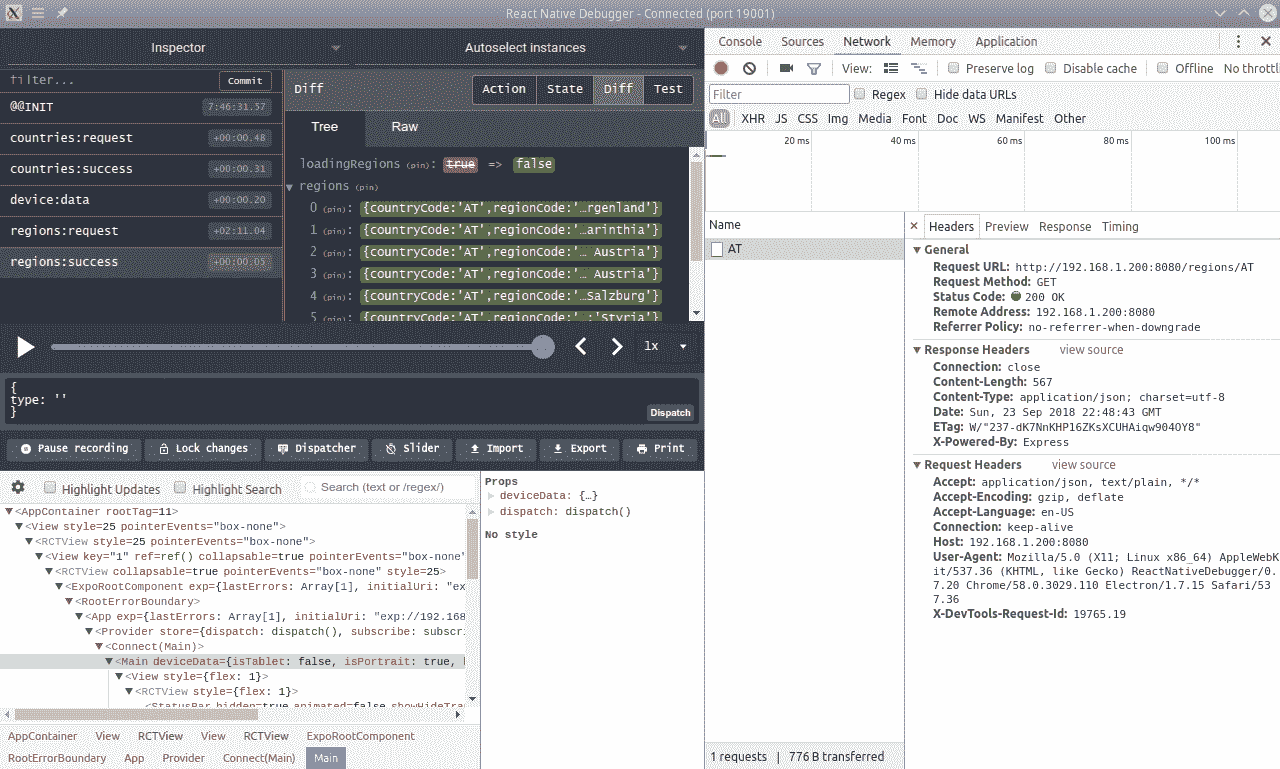 React Native Debugger - Connected (port 19001)
Inspector
Autoselect instances
filter...
Commit
@@INIT
7:46:31.57
countries:request
+00:00.48
countries:success
+00:00.31
device:data
+00:00.20
regions:request
+02:11.04
regions:success
+00:00.05
Diff
Action
State
Diff
Test
Tree
Raw
loadingRegions (pin): true => false
regions (pin)
0 (pin): {countryCode:'AT',regionCode:'…rgenland'}
1 (pin): {countryCode:'AT',regionCode:'…arinthia'}
2 (pin): {countryCode:'AT',regionCode:'… Austria'}
3 (pin): {countryCode:'AT',regionCode:'… Austria'}
4 (pin): {countryCode:'AT',regionCode:'…Salzburg'}
5 (pin): {countryCode:'AT',regionCode:'…:'Styria'}
1x
{
type: ''
}
Dispatch
Pause recording
Lock changes
Dispatcher
Slider
Import
Export
Print
Highlight Updates
Highlight Search
Search (text or /regex/)
<AppContainer rootTag=11>
<View style=25 pointerEvents="box-none">
<RCTView style=25 pointerEvents="box-none">
<View key="1" ref=ref() collapsable=true pointerEvents="box-none"
<RCTView collapsable=true pointerEvents="box-none" style=25>
<ExpoRootComponent exp={lastErrors: Array[1], initialUri: "ex
<RootErrorBoundary>
<App exp={lastErrors: Array[1], initialUri: "exp://192.168
<Provider store={dispatch: dispatch(), subscribe: subscri
<Connect(Main)>
<Main deviceData={isTablet: false, isPortrait: true,
<View style={flex: 1}>
<RCTView style={flex: 1}>
<StatusBar hidden=true animated=false showHideTra
AppContainer View RCTView View RCTView ExpoRootComponent
RootErrorBoundary App Provider Connect(Main) Main
Props
deviceData: {…}
dispatch: dispatch()
No style
Console Sources Network Memory Application
View:
Preserve log
Disable cache
Offline
No throttl
Filter
Regex
Hide data URLs
All XHR JS CSS Img Media Font Doc WS Manifest Other
20 ms 40 ms 60 ms 80 ms 100 ms
Name
AT
1 requests | 776 B transferred
Headers Preview Response Timing
General
Request URL: http://192.168.1.200:8080/regions/AT
Request Method: GET
Status Code: 200 OK
Remote Address: 192.168.1.200:8080
Referrer Policy: no-referrer-when-downgrade
Response Headers view source
Connection: close
Content-Length: 567
Content-Type: application/json; charset=utf-8
Date: Sun, 23 Sep 2018 22:48:43 GMT
ETag: W/"237-dK7NnKHP16ZKsXCUHAiqw904OY8"
X-Powered-By: Express
Request Headers view source
Accept: application/json, text/plain, */*
Accept-Encoding: gzip, deflate
Accept-Language: en-US
Connection: keep-alive
Host: 192.168.1.200:8080
User-Agent: Mozilla/5.0 (X11; Linux x86_64) AppleWebK
it/537.36 (KHTML, like Gecko) ReactNativeDebugger/0.
7.20 Chrome/58.0.3029.110 Electron/1.7.15 Safari/53
7.36
X-DevTools-Request-Id: 19765.19